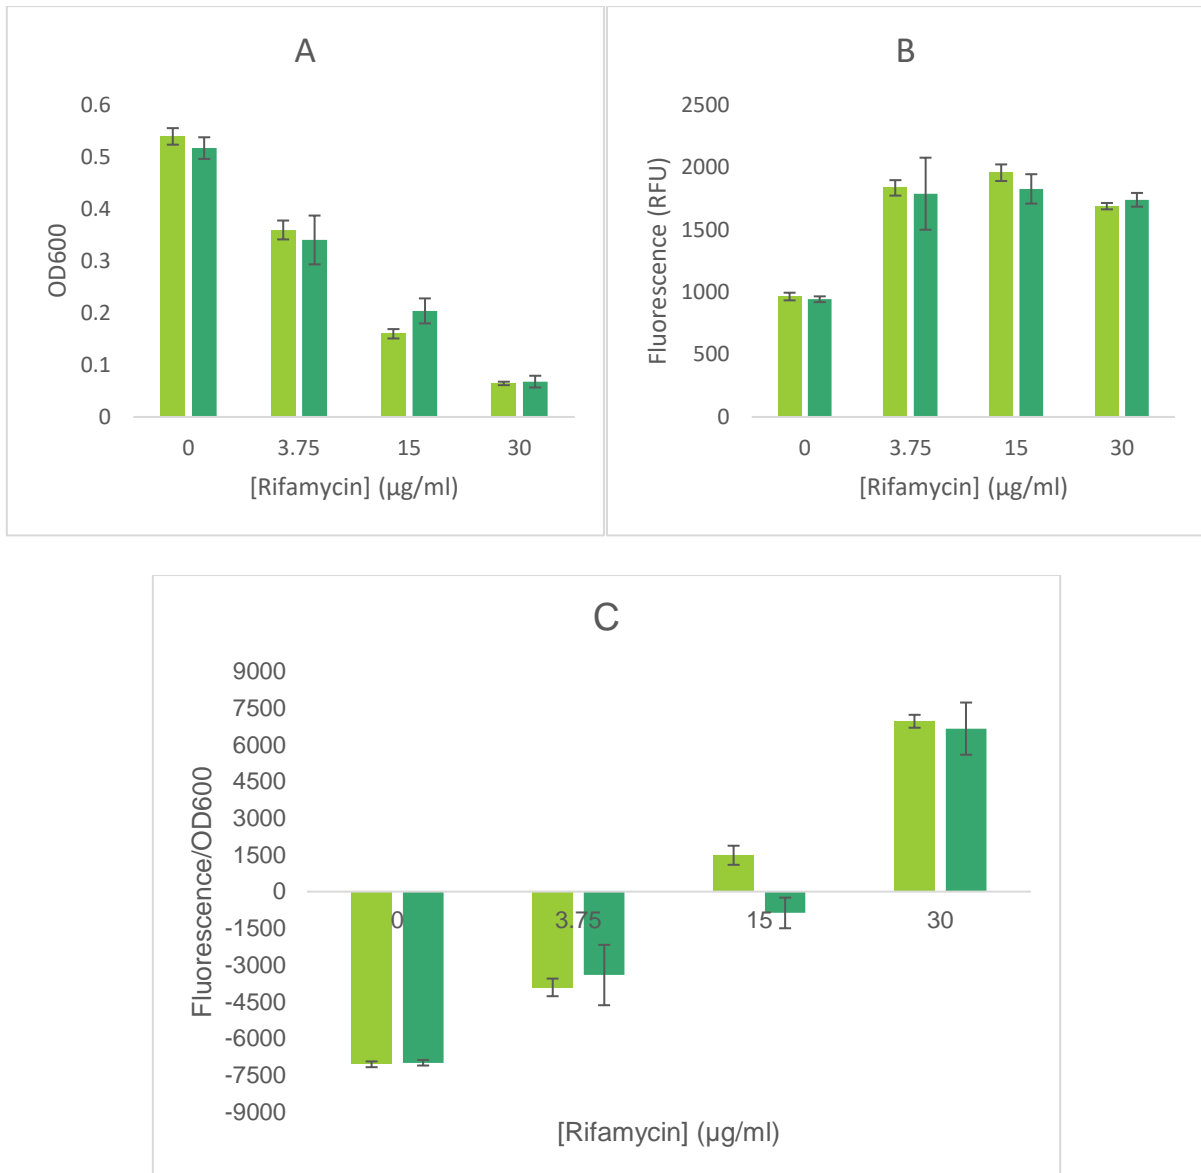 A
OD600
0.6
0.5
0.4
0.3
0.2
0.1
0
0 3.75 15 30
[Rifamycin] (µg/ml)
B
Fluorescence (RFU)
2500
2000
1500
1000
500
0
0 3.75 15 30
[Rifamycin] (µg/ml)
C
Fluorescence/OD600
9000
7500
6000
4500
3000
1500
0
-1500
-3000
-4500
-6000
-7500
-9000
0 3.75 15 30
[Rifamycin] (µg/ml)